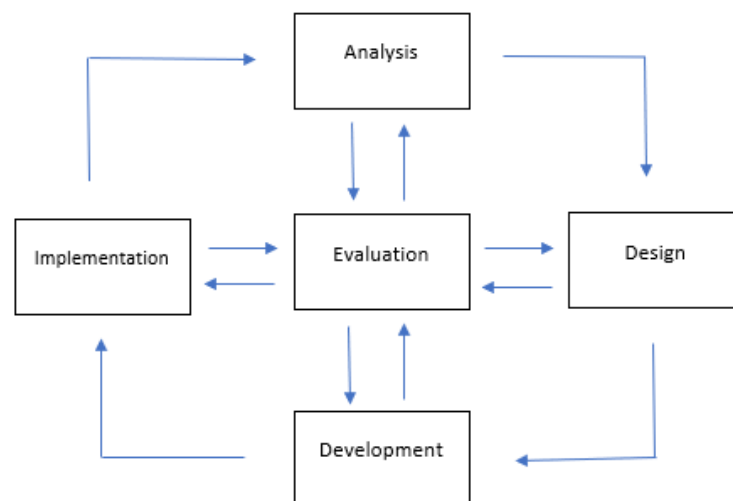 Analysis
Implementation
Evaluation
Design
Development